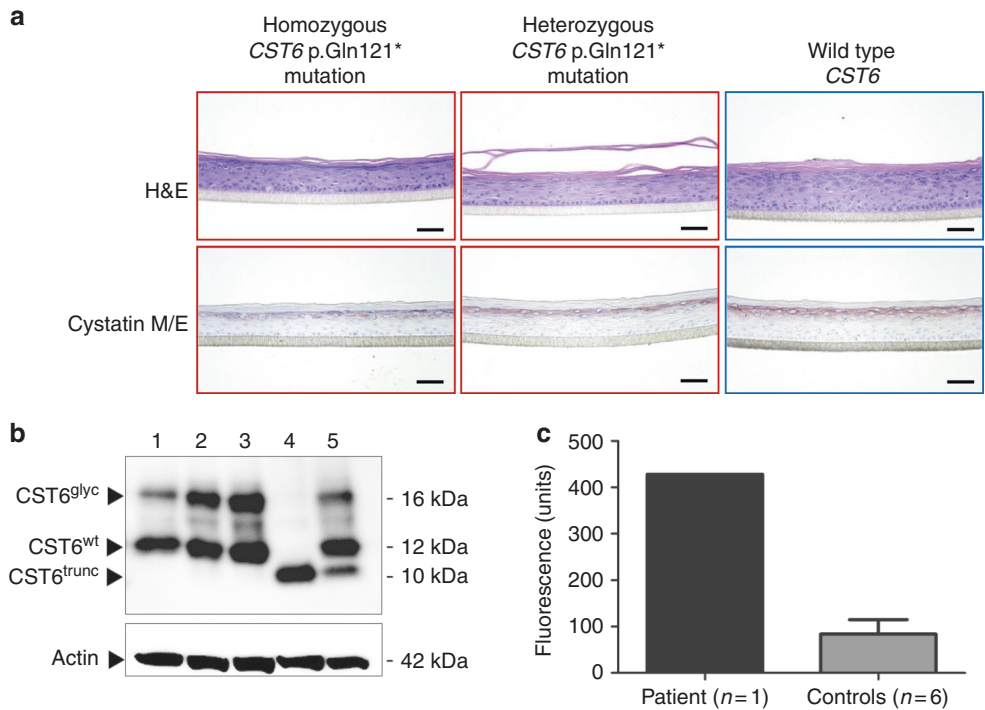 a
Homozygous
CST6 p.Gln121*
mutation
Heterozygous
CST6 p.Gln121*
mutation
Wild type
CST6
H&E
Cystatin M/E
b
1 2 3 4 5
CST6glyc
- 16 kDa
CST6wt
- 12 kDa
CST6trunc
- 10 kDa
Actin
- 42 kDa
c
Fluorescence (units)
500
400
300
200
100
0
Patient (n=1)
Controls (n=6)